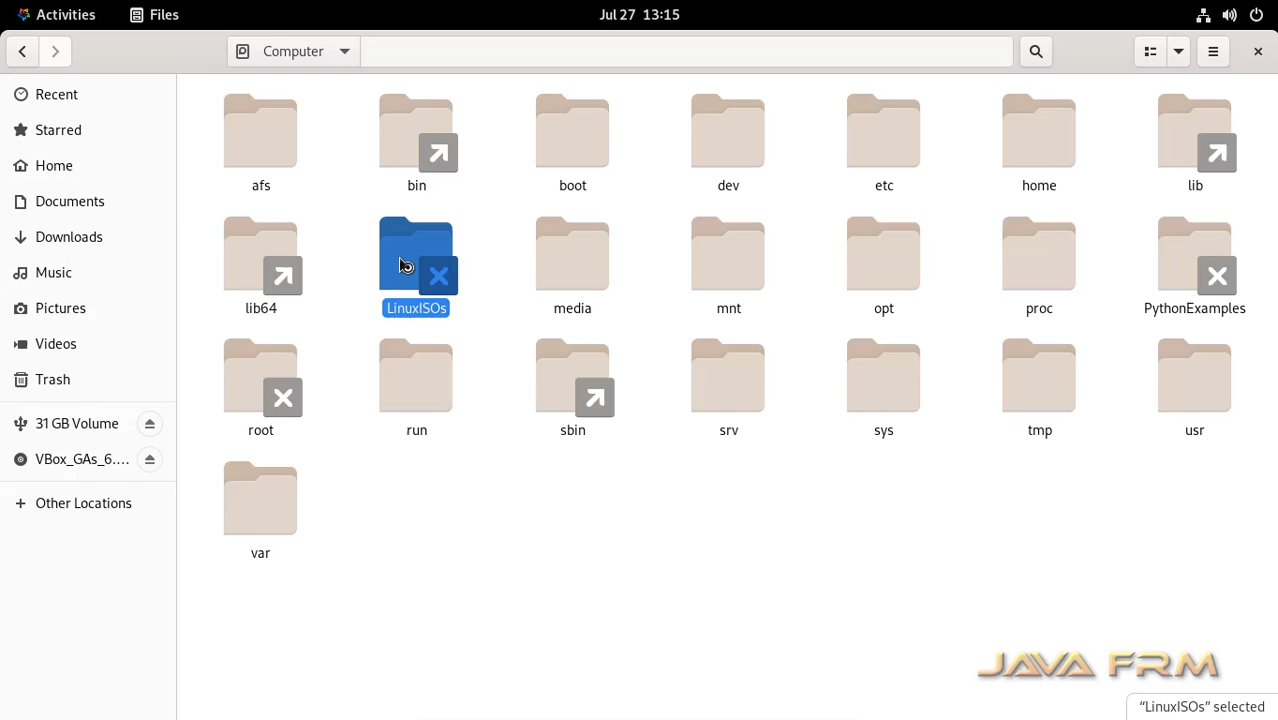 Activities Files Jul 27 13:15
Computer
Recent
Starred
Home
Documents
Downloads
Music
Pictures
Videos
Trash
31 GB Volume
VBox_GAs_6....
Other Locations
afs bin boot dev etc home lib
lib64 LinuxISOs media mnt opt proc PythonExamples
root run sbin srv sys tmp usr
var
JAVA FRM
“LinuxISOs” selected